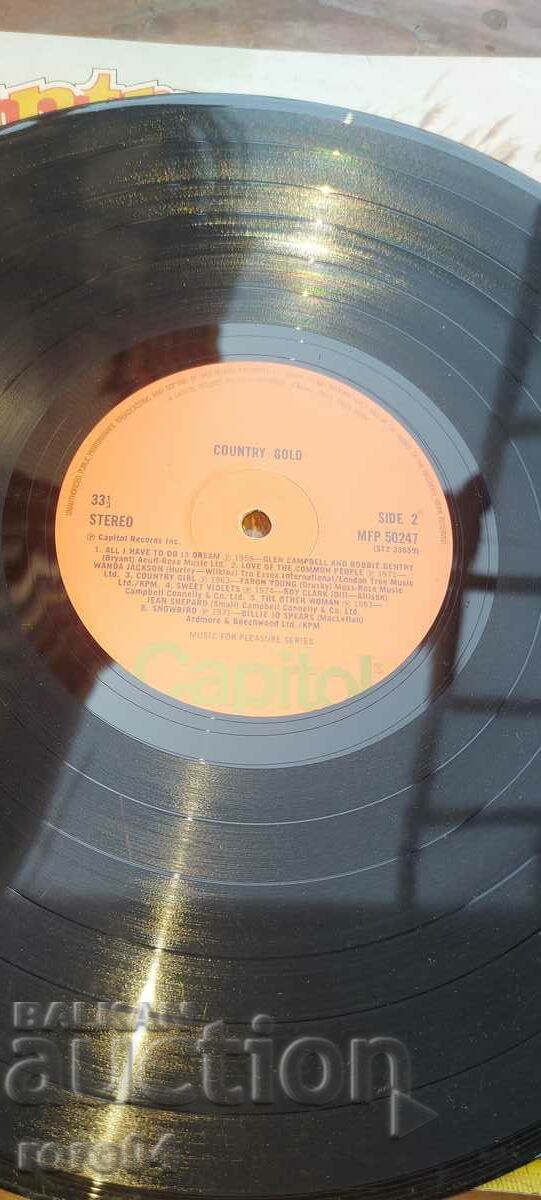 COUNTRY GOLD
33⅓
STEREO
SIDE 2
MFP 50247
(ST2 23659)
℗ Capitol Records Inc.
1. ALL I HAVE TO DO IS DREAM ℗ 1969—GLEN CAMPBELL AND BOBBIE GENTRY
(Bryant) Acuff-Rose Music Ltd. 2. LOVE OF THE COMMON PEOPLE ℗ 1971—
WANDA JACKSON (Hurley—Wilkins) Tro Essex International/London Tree Music
Ltd. 3. COUNTRY GIRL ℗ 1963—FARON YOUNG (Drusky) Moss-Rose Music
Ltd./KPM. 4. SWEET VIOLETS ℗ 1974—ROY CLARK (Dill—Allison)
Campbell Connelly & Co. Ltd. 5. THE OTHER WOMAN ℗ 1963—
JEAN SHEPARD (Small) Campbell Connelly & Co. Ltd.
6. SNOWBIRD ℗ 1971—BILLIE JO SPEARS (MacLellan)
Ardmore & Beechwood Ltd./KPM
MUSIC FOR PLEASURE SERIES
Capitol
BALKAN
auction
roro04